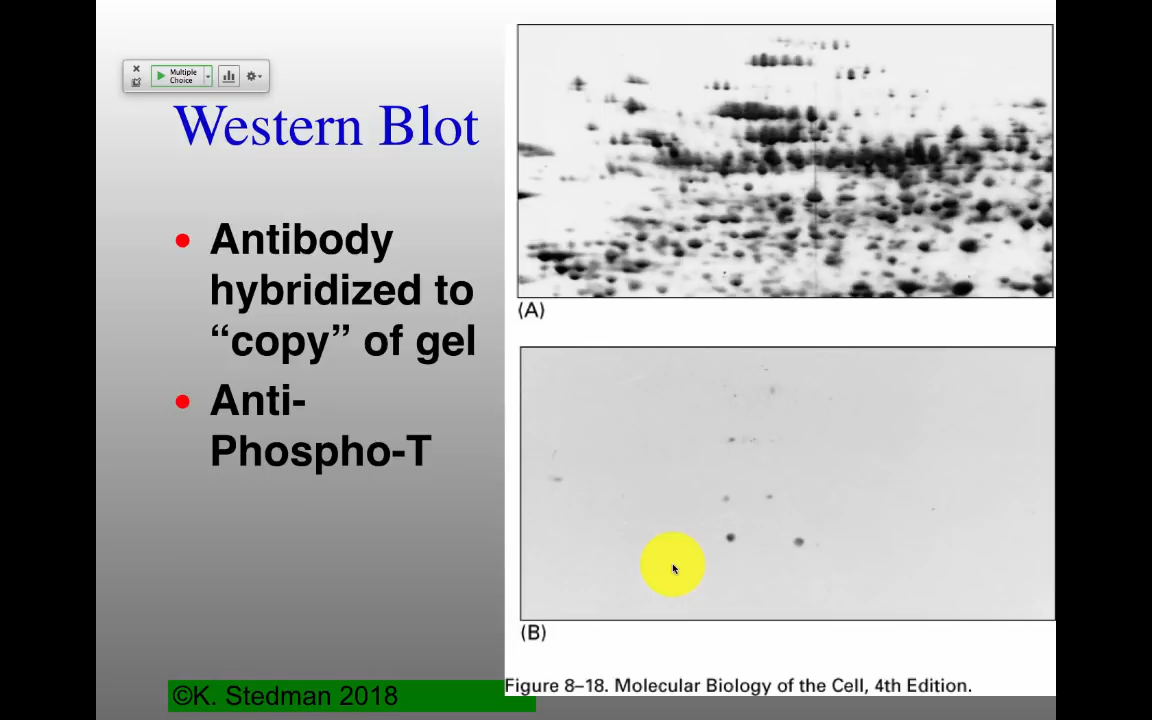 Multiple
Choice
Western Blot
Antibody
hybridized to
“copy” of gel
Anti-
Phospho-T
(A)
(B)
©K. Stedman 2018
Figure 8–18. Molecular Biology of the Cell, 4th Edition.